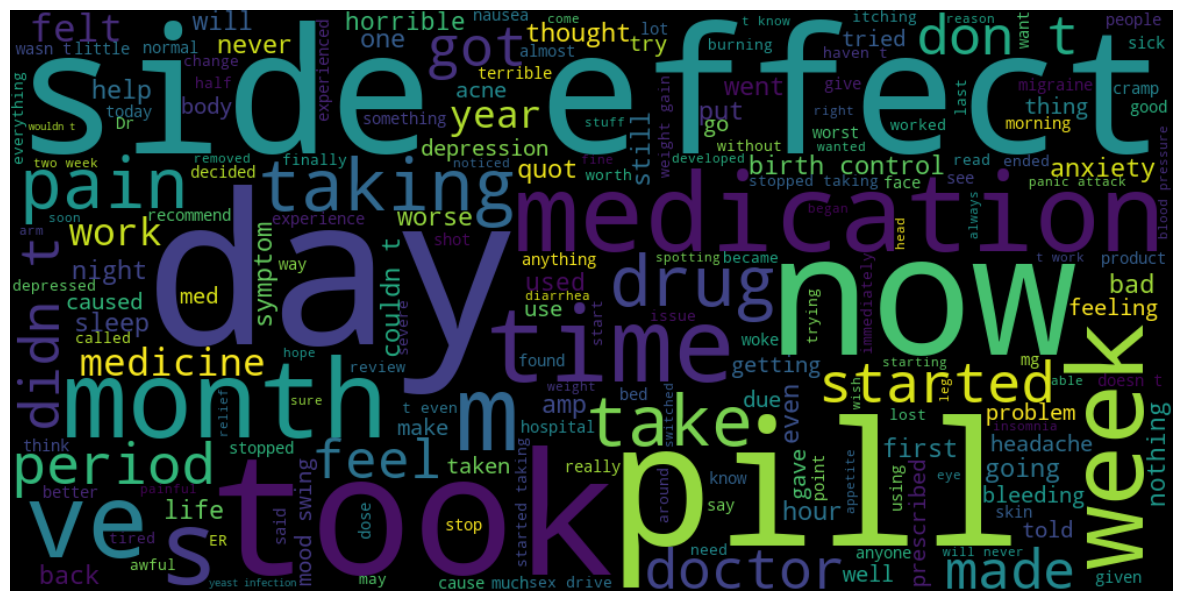 side effect
day
took
pill
now
medication
time
month
week
taking
drug
started
take
pain
period
doctor
made
feel
medicine
got
don t
year
felt
will
horrible
one
never
thought
try
nausea
come
t know
itching
tried
want
people
sick
wasn t
little
normal
change
half
body
experienced
help
today
everything
wouldn t
Dr
acne
almost
terrible
something
stuff
burning
haven t
give
went
put
right
without
go
worst
wanted
worked
last
migraine
thing
morning
cramp
good
two week
decided
removed
finally
depression
noticed
quot
worth
fine
still
weight gain
developed
birth control
stopped taking
face
read
see
ended
anxiety
panic attack
always
blood pressure
didn t
soon
arm
recommend
work
night
depressed
caused
sleep
called
med
way
symptom
experience
hope
worse
shot
couldn t
severe
review
anything
used
diarrhea
use
start
issue
found
spotting
became
woke
getting
trying
began
immediately
head
t work
product
bad
feeling
starting
mg
able
doesn t
leg
wish
lost
problem
insomnia
relief
sure
think
stopped
t even
make
weight
hospital
amp
bed
switched
due
even
first
headache
going
nothing
m
ve
s
better
painful
life
tired
awful
ER
said
mood swing
dose
taken
stop
really
started taking
around
know
say
need
gave
point
hour
appetite
using
eye
prescribed
bleeding
skin
told
back
yeast infection
may
cause
much
sex drive
anyone
well
will never
given